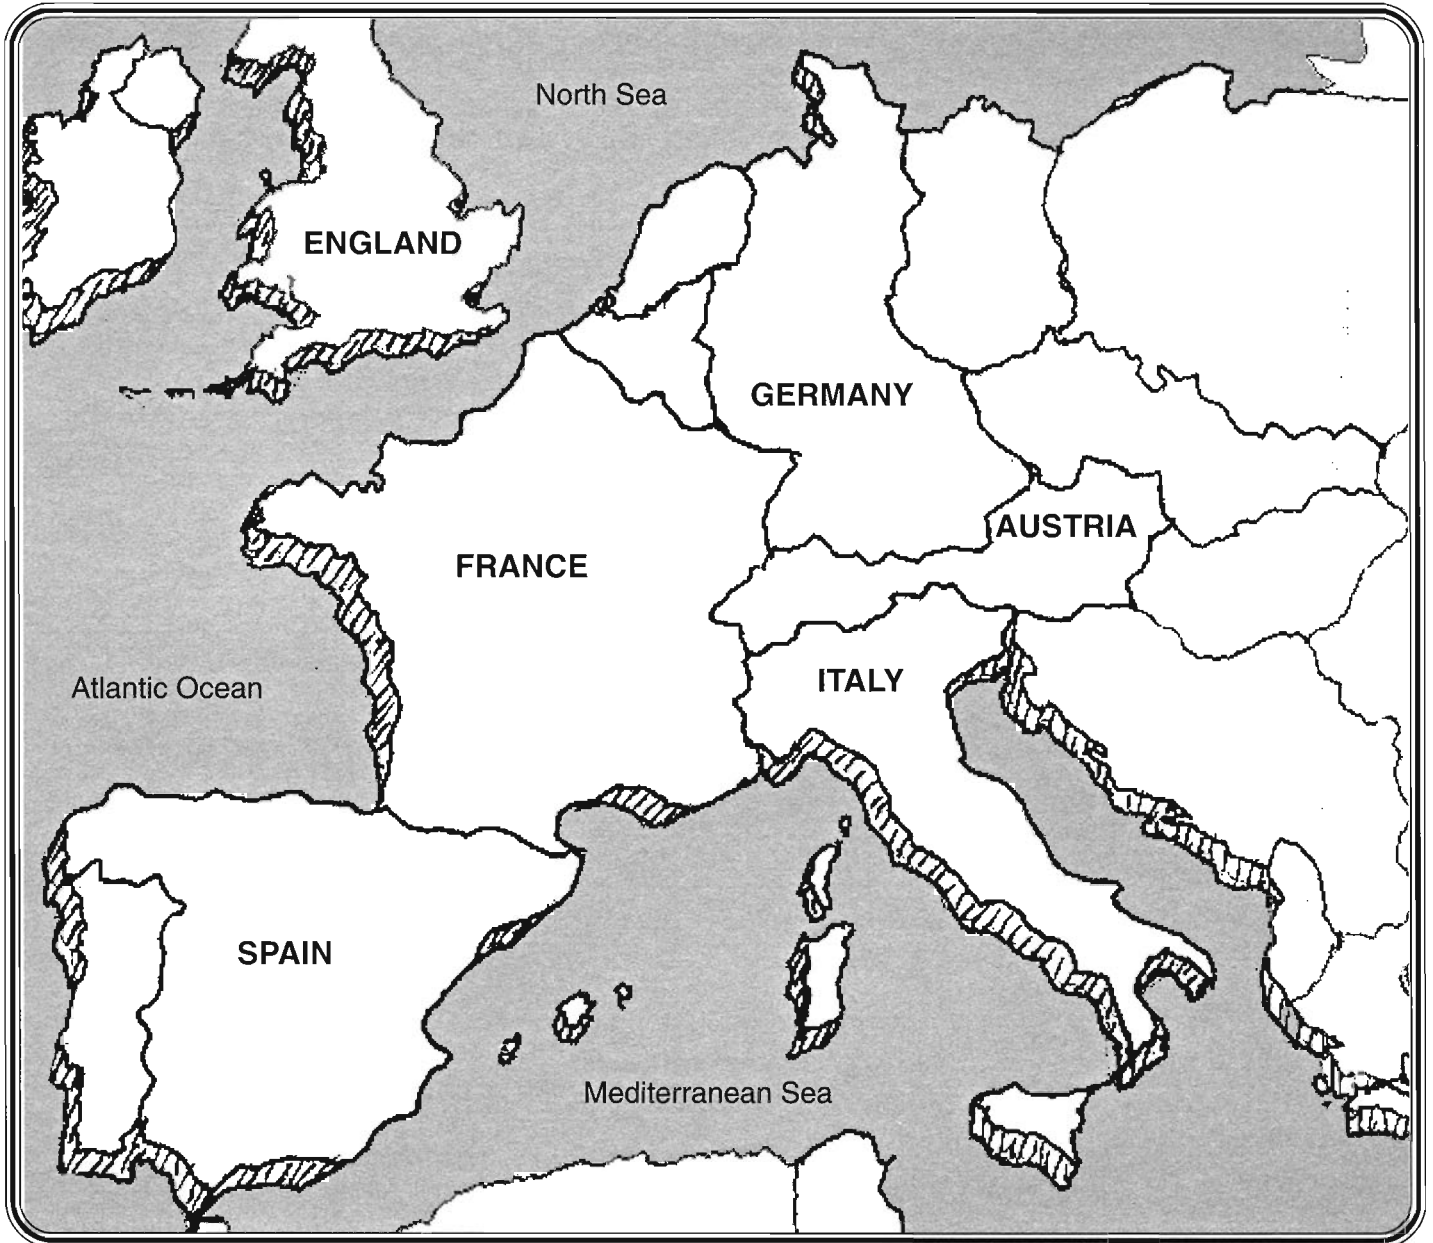 North Sea
ENGLAND
GERMANY
AUSTRIA
FRANCE
ITALY
Atlantic Ocean
SPAIN
Mediterranean Sea